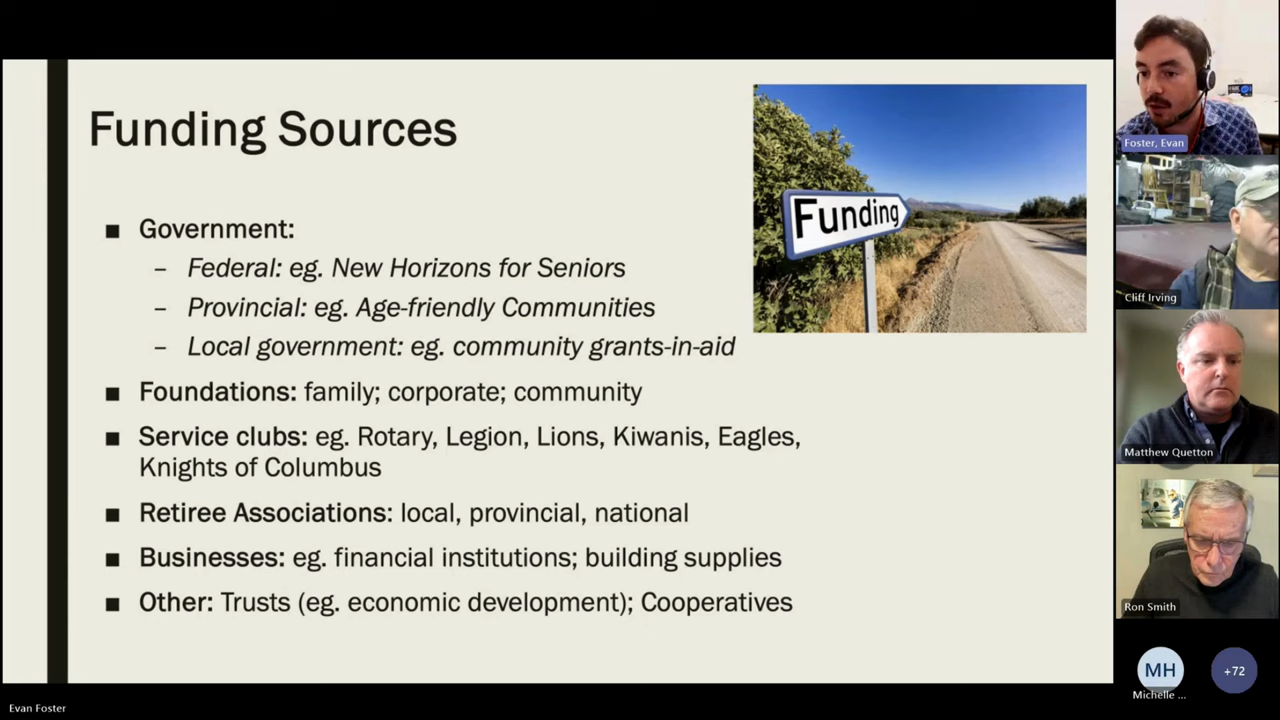 Funding Sources
Funding
■ Government:
– Federal: eg. New Horizons for Seniors
– Provincial: eg. Age-friendly Communities
– Local government: eg. community grants-in-aid
■ Foundations: family; corporate; community
■ Service clubs: eg. Rotary, Legion, Lions, Kiwanis, Eagles,
Knights of Columbus
■ Retiree Associations: local, provincial, national
■ Businesses: eg. financial institutions; building supplies
■ Other: Trusts (eg. economic development); Cooperatives
Foster, Evan
Cliff Irving
Matthew Quetton
Ron Smith
MH
Michelle ...
+72
Evan Foster